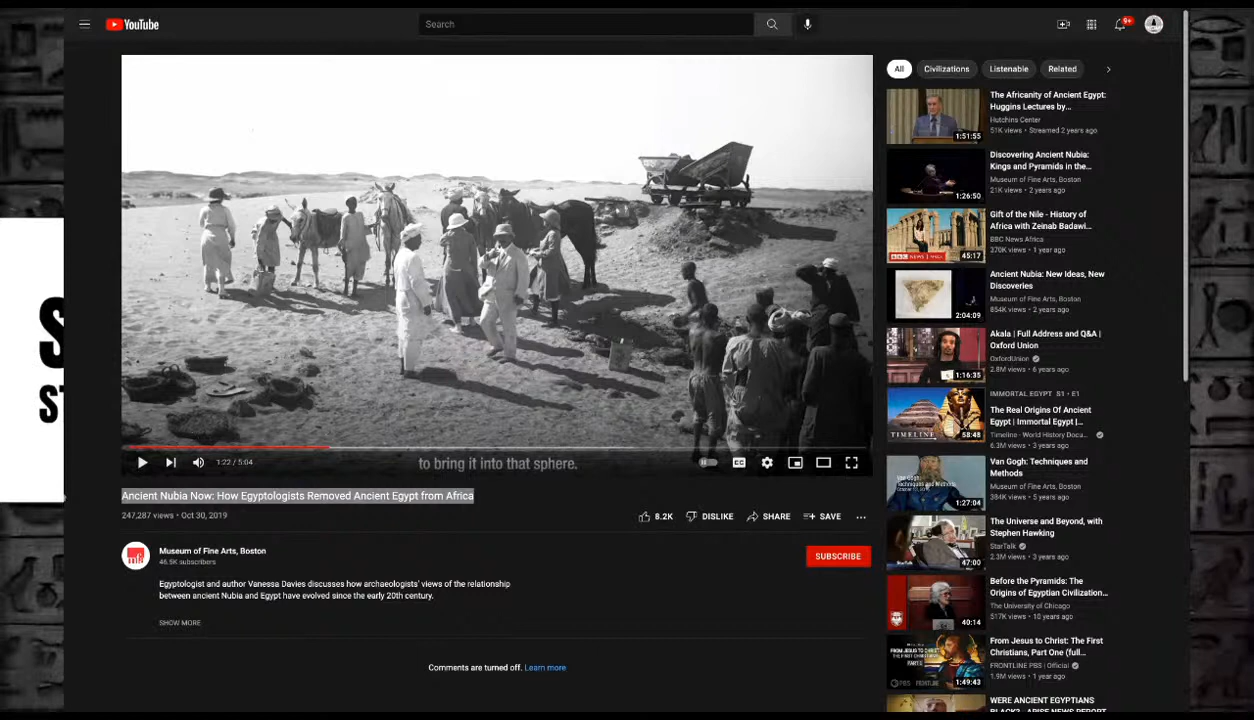 YouTube
Search
9+
to bring it into that sphere.
1:22 / 5:04
CC
Ancient Nubia Now: How Egyptologists Removed Ancient Egypt from Africa
247,287 views • Oct 30, 2019
8.2K
DISLIKE
SHARE
SAVE
mfa
Museum of Fine Arts, Boston
46.5K subscribers
SUBSCRIBE
Egyptologist and author Vanessa Davies discusses how archaeologists' views of the relationship
between ancient Nubia and Egypt have evolved since the early 20th century.
SHOW MORE
Comments are turned off. Learn more
All
Civilizations
Listenable
Related
The Africanity of Ancient Egypt:
Huggins Lectures by...
Hutchins Center
51K views • Streamed 2 years ago
1:51:55
Discovering Ancient Nubia:
Kings and Pyramids in the...
Museum of Fine Arts, Boston
21K views • 2 years ago
1:26:50
Gift of the Nile - History of
Africa with Zeinab Badawi...
BBC News Africa
370K views • 1 year ago
BBC NEWS
45:17
Ancient Nubia: New Ideas, New
Discoveries
Museum of Fine Arts, Boston
854K views • 2 years ago
2:04:09
Akala | Full Address and Q&A |
Oxford Union
OxfordUnion
2.8M views • 6 years ago
1:16:35
IMMORTAL EGYPT S1 • E1
The Real Origins Of Ancient
Egypt | Immortal Egypt |...
Timeline - World History Docu...
6.3M views • 3 years ago
TIMELINE
58:48
Van Gogh: Techniques and
Methods
Museum of Fine Arts, Boston
384K views • 5 years ago
1:27:04
The Universe and Beyond, with
Stephen Hawking
StarTalk
2.3M views • 3 years ago
47:00
Before the Pyramids: The
Origins of Egyptian Civilization...
The University of Chicago
517K views • 10 years ago
40:14
From Jesus to Christ: The First
Christians, Part One (full...
FRONTLINE PBS | Official
1.9M views • 1 year ago
PBS FRONTLINE
1:49:43
WERE ANCIENT EGYPTIANS